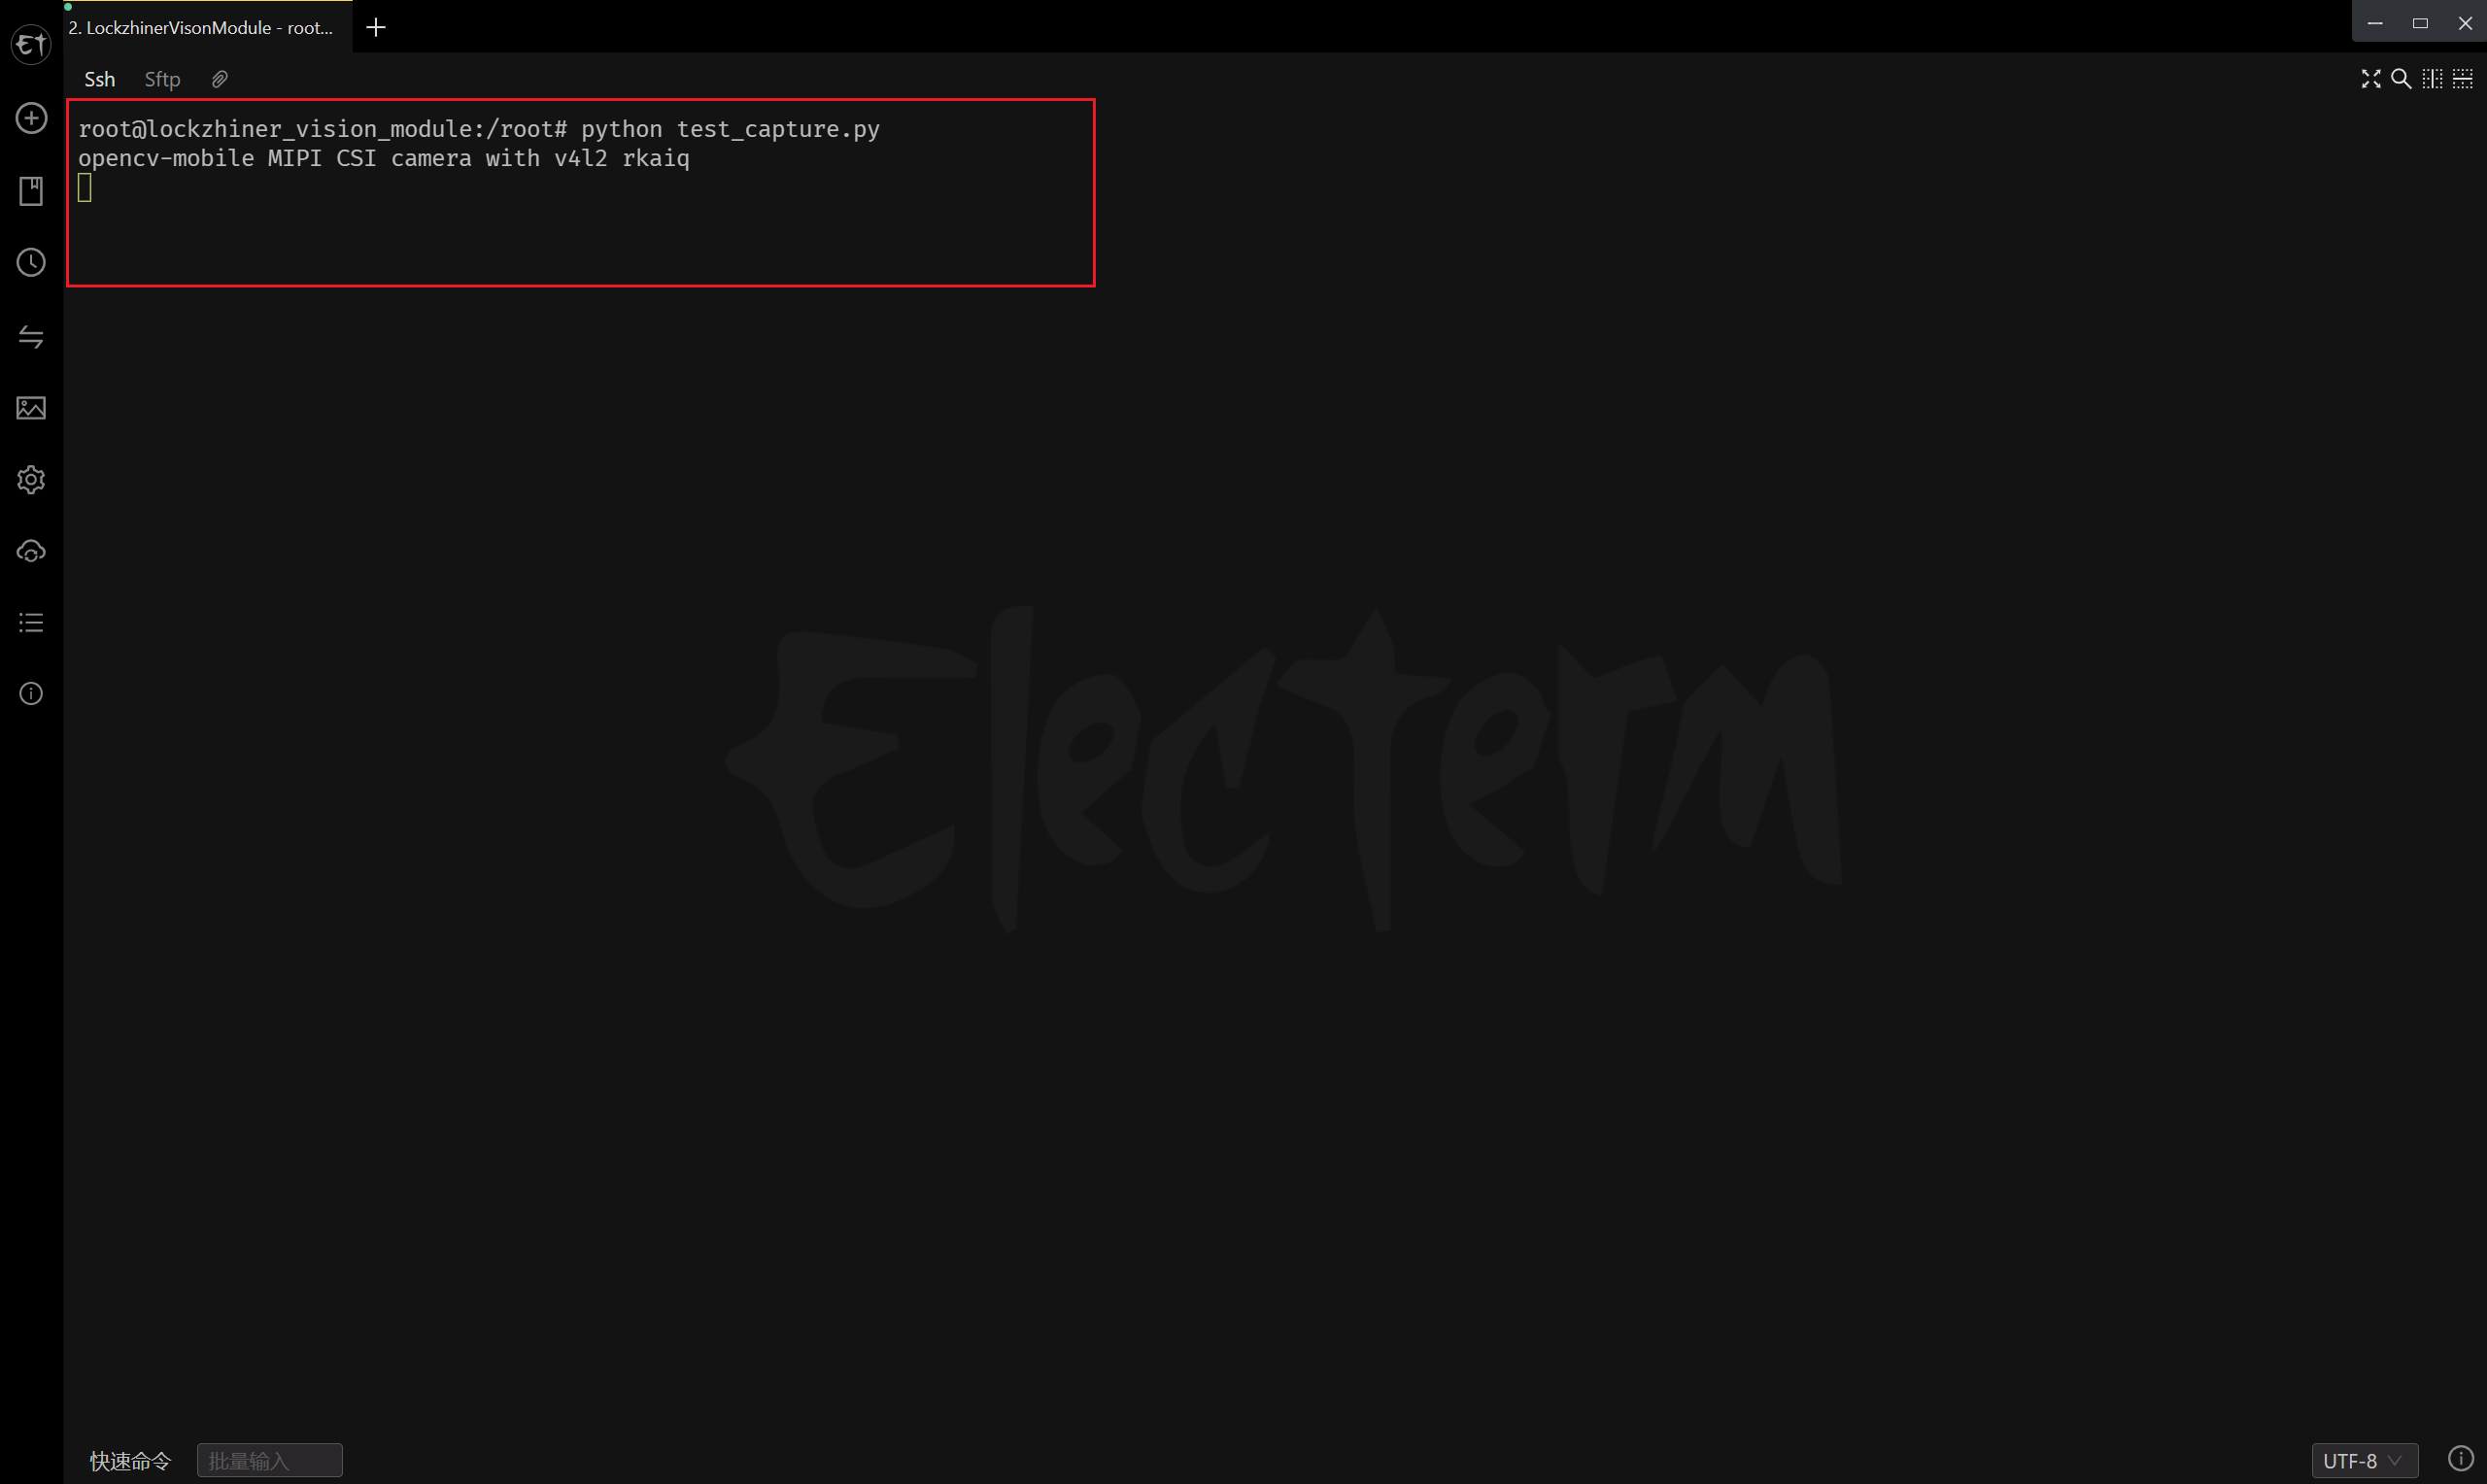 2. LockzhinerVisonModule - root...
Ssh Sftp
root@lockzhiner_vision_module:/root# python test_capture.py
opencv-mobile MIPI CSI camera with v4l2 rkaiq
Electerm
快速命令 批量输入 UTF-8